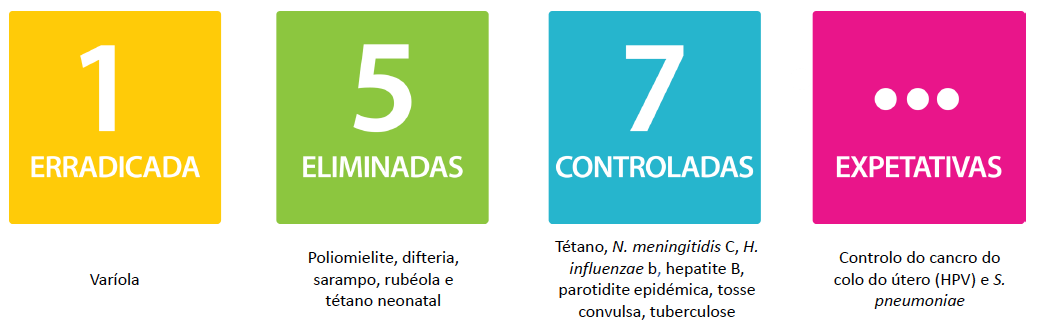 1
ERRADICADA
Varíola
5
ELIMINADAS
Poliomielite, difteria,
sarampo, rubéola e
tétano neonatal
7
CONTROLADAS
Tétano, N. meningitidis C, H.
influenzae b, hepatite B,
parotidite epidémica, tosse
convulsa, tuberculose
...
EXPETATIVAS
Controlo do cancro do
colo do útero (HPV) e S.
pneumoniae